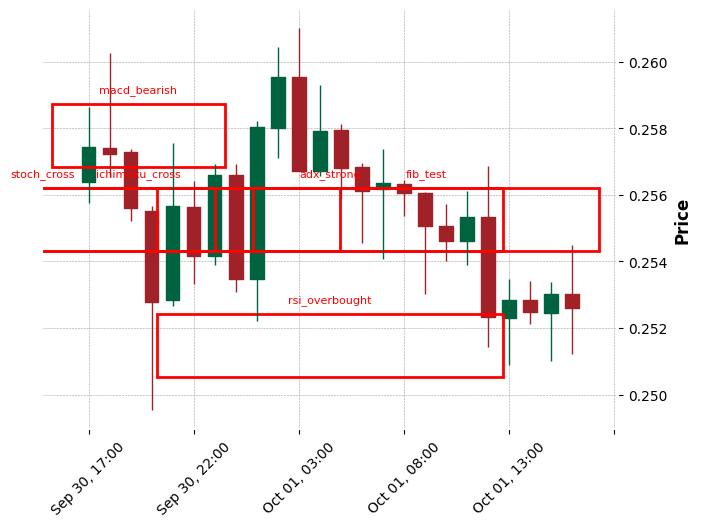 macd_bearish
stoch_cross
ichimoku_cross
adx_strong
fib_test
rsi_overbought
0.260
0.258
0.256
0.254
0.252
0.250
Price
Sep 30, 17:00
Sep 30, 22:00
Oct 01, 03:00
Oct 01, 08:00
Oct 01, 13:00